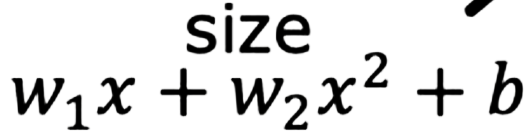 size
w₁x + w₂x² + b